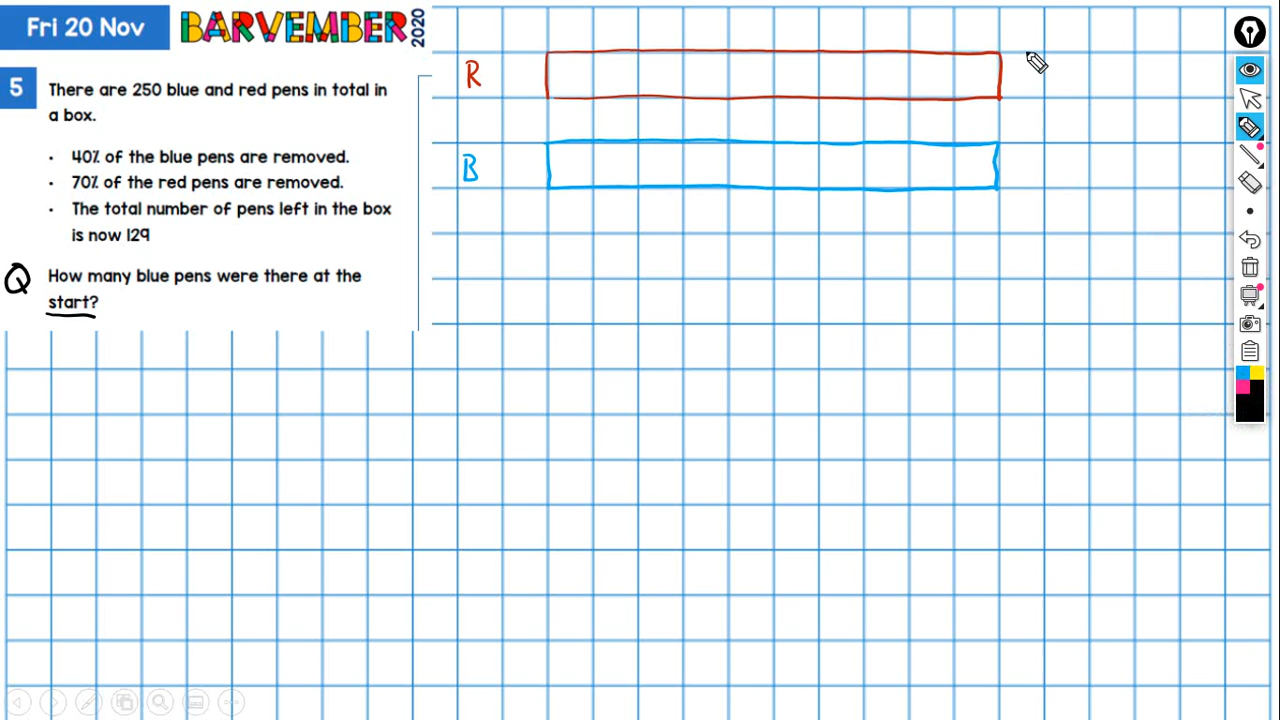 Fri 20 Nov
BARVEMBER 2020
5
There are 250 blue and red pens in total in
a box.
· 40% of the blue pens are removed.
· 70% of the red pens are removed.
· The total number of pens left in the box
is now 129
Q
How many blue pens were there at the
start?
R
B